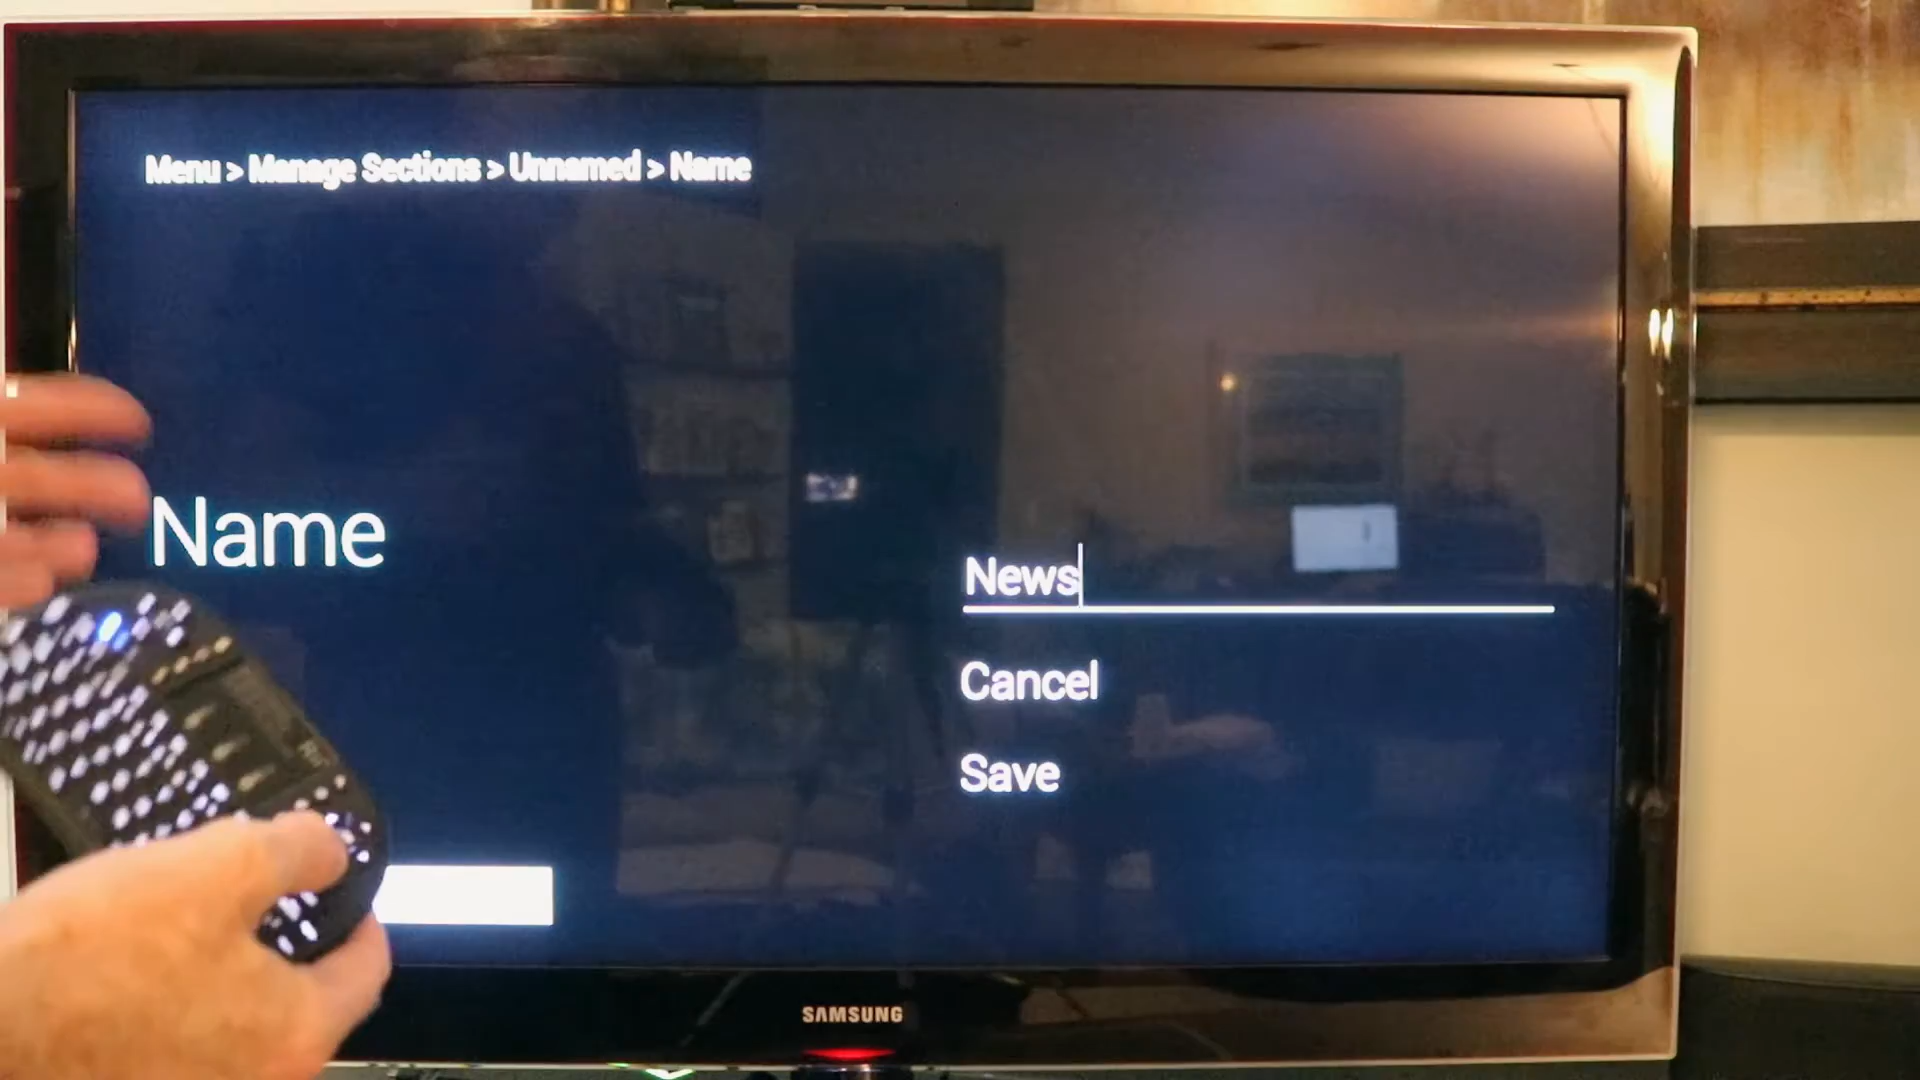 Menu > Manage Sections > Unnamed > Name
Name
News
Cancel
Save
SAMSUNG